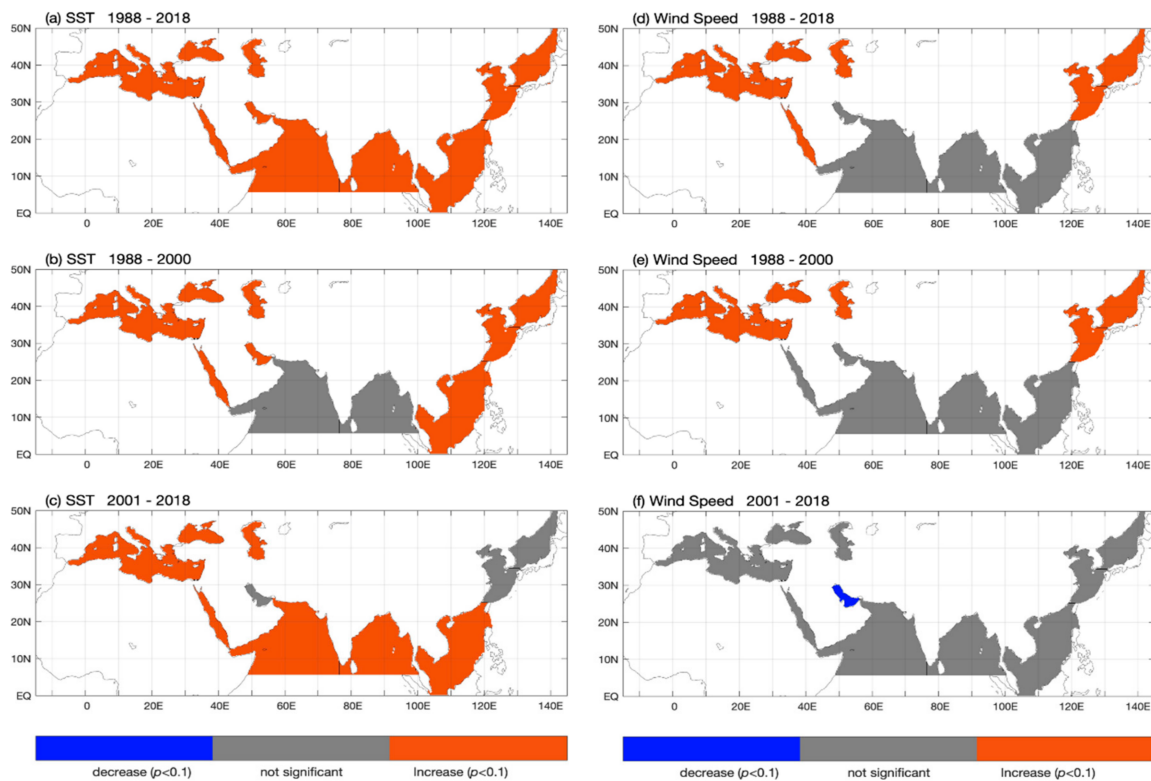 (a) SST 1988 - 2018
50N
40N
30N
20N
10N
EQ
0 20E 40E 60E 80E 100E 120E 140E
(d) Wind Speed 1988 - 2018
50N
40N
30N
20N
10N
EQ
0 20E 40E 60E 80E 100E 120E 140E
(b) SST 1988 - 2000
50N
40N
30N
20N
10N
EQ
0 20E 40E 60E 80E 100E 120E 140E
(e) Wind Speed 1988 - 2000
50N
40N
30N
20N
10N
EQ
0 20E 40E 60E 80E 100E 120E 140E
(c) SST 2001 - 2018
50N
40N
30N
20N
10N
EQ
0 20E 40E 60E 80E 100E 120E 140E
(f) Wind Speed 2001 - 2018
50N
40N
30N
20N
10N
EQ
0 20E 40E 60E 80E 100E 120E 140E
decrease (p<0.1) not significant Increase (p<0.1)
decrease (p<0.1) not significant Increase (p<0.1)